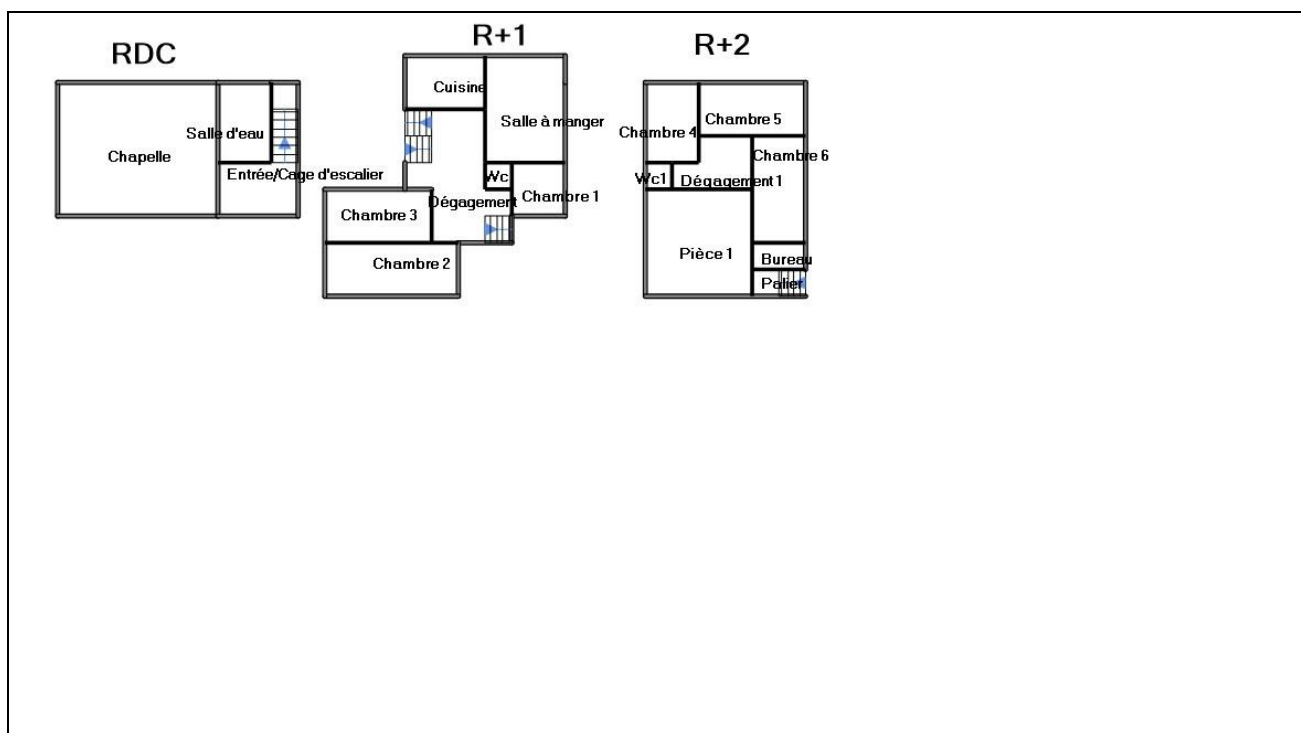 RDC
Salle d'eau
Chapelle
Entrée/Cage d'escalier
R+1
Cuisine
Salle à manger
Wc
Chambre 1
Dégagement
Chambre 3
Chambre 2
R+2
Chambre 5
Chambre 4
Chambre 6
Wc1
Dégagement 1
Pièce 1
Bureau
Palier